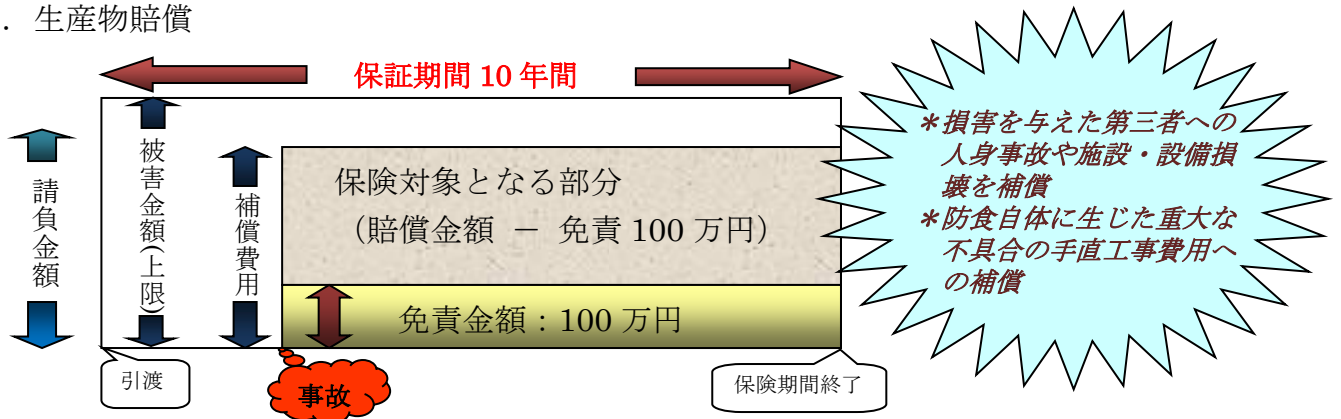 . 生産物賠償
保証期間 10 年間
請負金額
被害金額(上限)
補償費用
保険対象となる部分
（賠償金額 － 免責 100 万円）
免責金額：100 万円
引渡
事故
保険期間終了
＊損害を与えた第三者への
人身事故や施設・設備損
壊を補償
＊防食自体に生じた重大な
不具合の手直工事費用へ
の補償